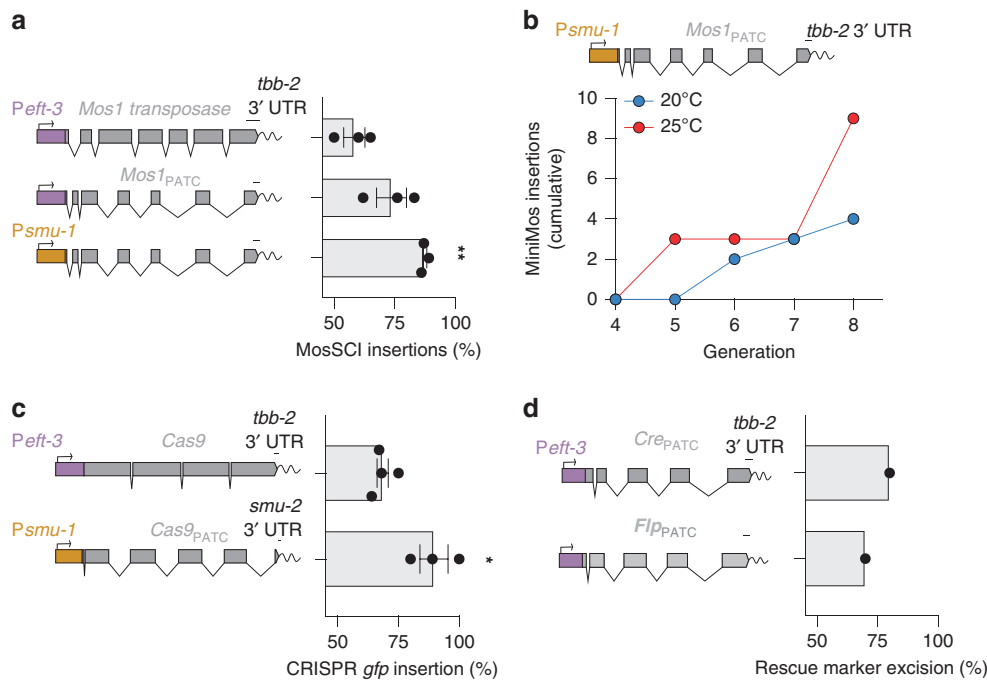 a
tbb-2
Peft-3 Mos1 transposase 3′ UTR
Mos1PATC
Psmu-1
**
50 75 100
MosSCI insertions (%)
b
Psmu-1 Mos1PATC tbb-2 3′ UTR
20°C
25°C
10
8
6
4
2
0
MiniMos insertions
(cumulative)
4 5 6 7 8
Generation
c
tbb-2
Peft-3 Cas9 3′ UTR
smu-2
Psmu-1 Cas9PATC 3′ UTR
*
50 75 100
CRISPR gfp insertion (%)
d
tbb-2
Peft-3 CrePATC 3′ UTR
FlpPATC
50 75 100
Rescue marker excision (%)